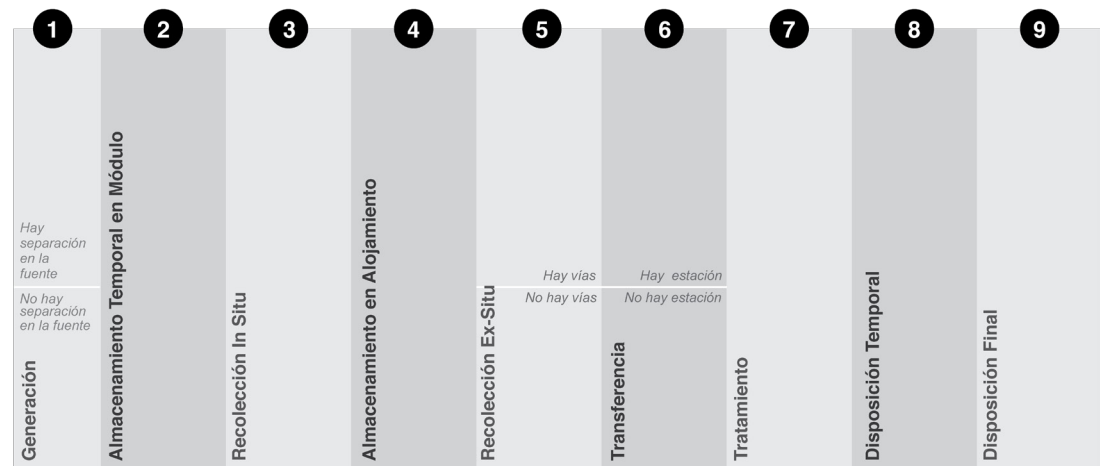 1
2
3
4
5
6
7
8
9
Hay
separación
en la
fuente
No hay
separación
en la fuente
Generación
Almacenamiento Temporal en Módulo
Recolección In Situ
Almacenamiento en Alojamiento
Hay vías
No hay vías
Recolección Ex-Situ
Hay estación
No hay estación
Transferencia
Tratamiento
Disposición Temporal
Disposición Final